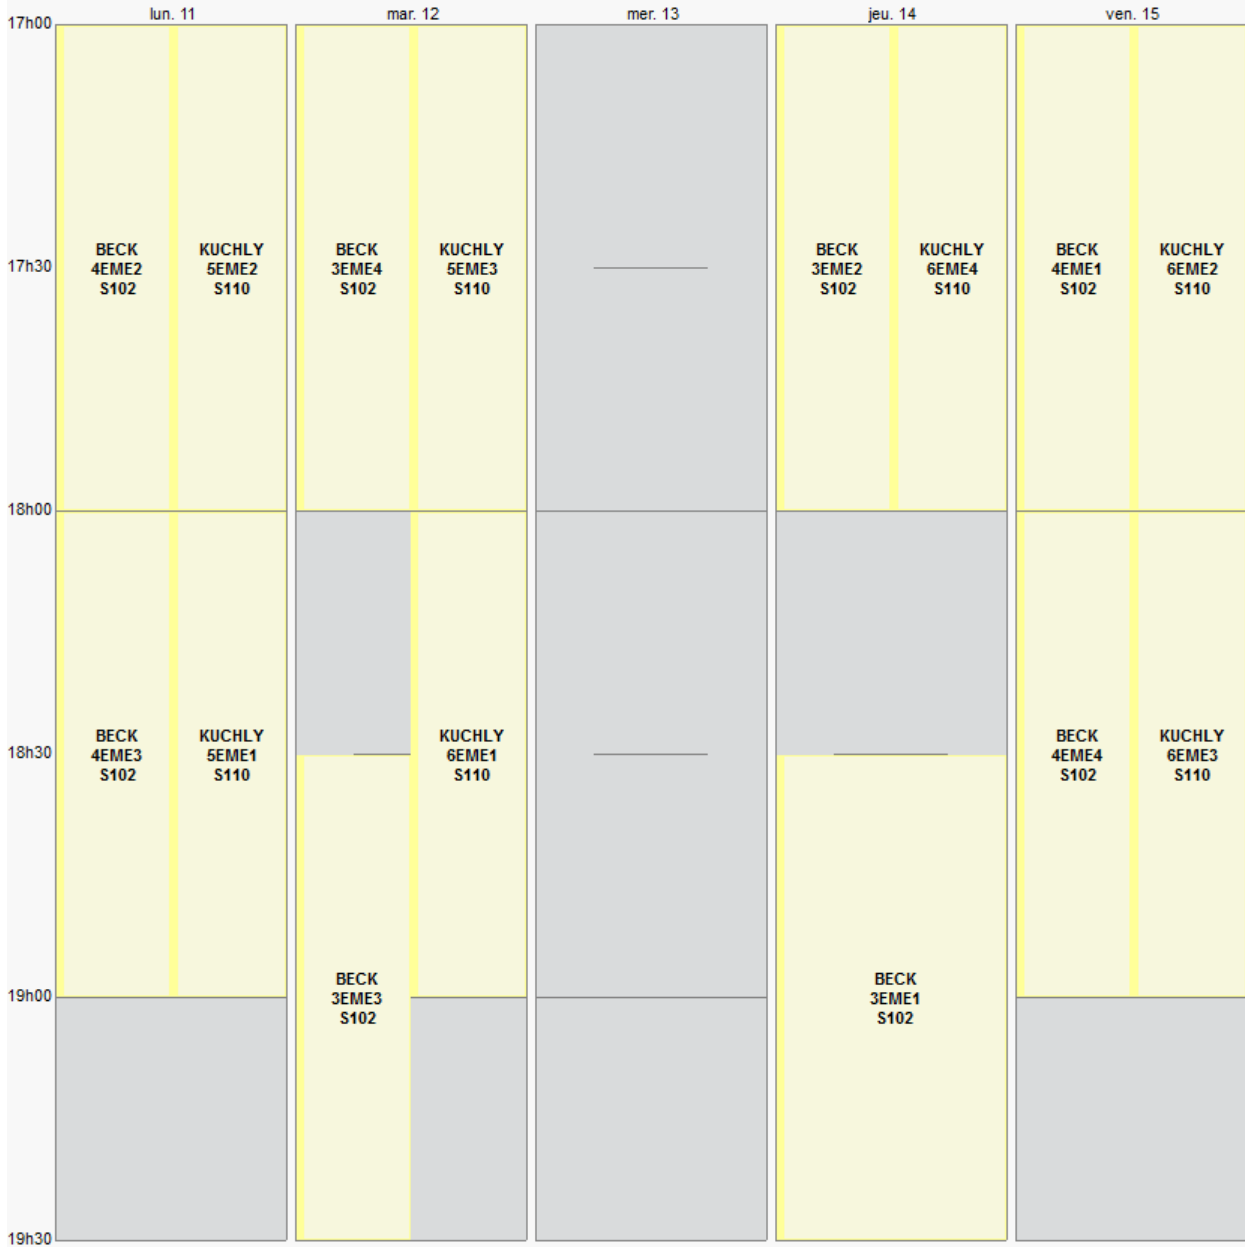 lun. 11
mar. 12
mer. 13
jeu. 14
ven. 15
17h00
BECK
4EME2
S102
KUCHLY
5EME2
S110
BECK
3EME4
S102
KUCHLY
5EME3
S110
BECK
3EME2
S102
KUCHLY
6EME4
S110
BECK
4EME1
S102
KUCHLY
6EME2
S110
17h30
18h00
BECK
4EME3
S102
KUCHLY
5EME1
S110
KUCHLY
6EME1
S110
BECK
4EME4
S102
KUCHLY
6EME3
S110
18h30
BECK
3EME3
S102
BECK
3EME1
S102
19h00
19h30